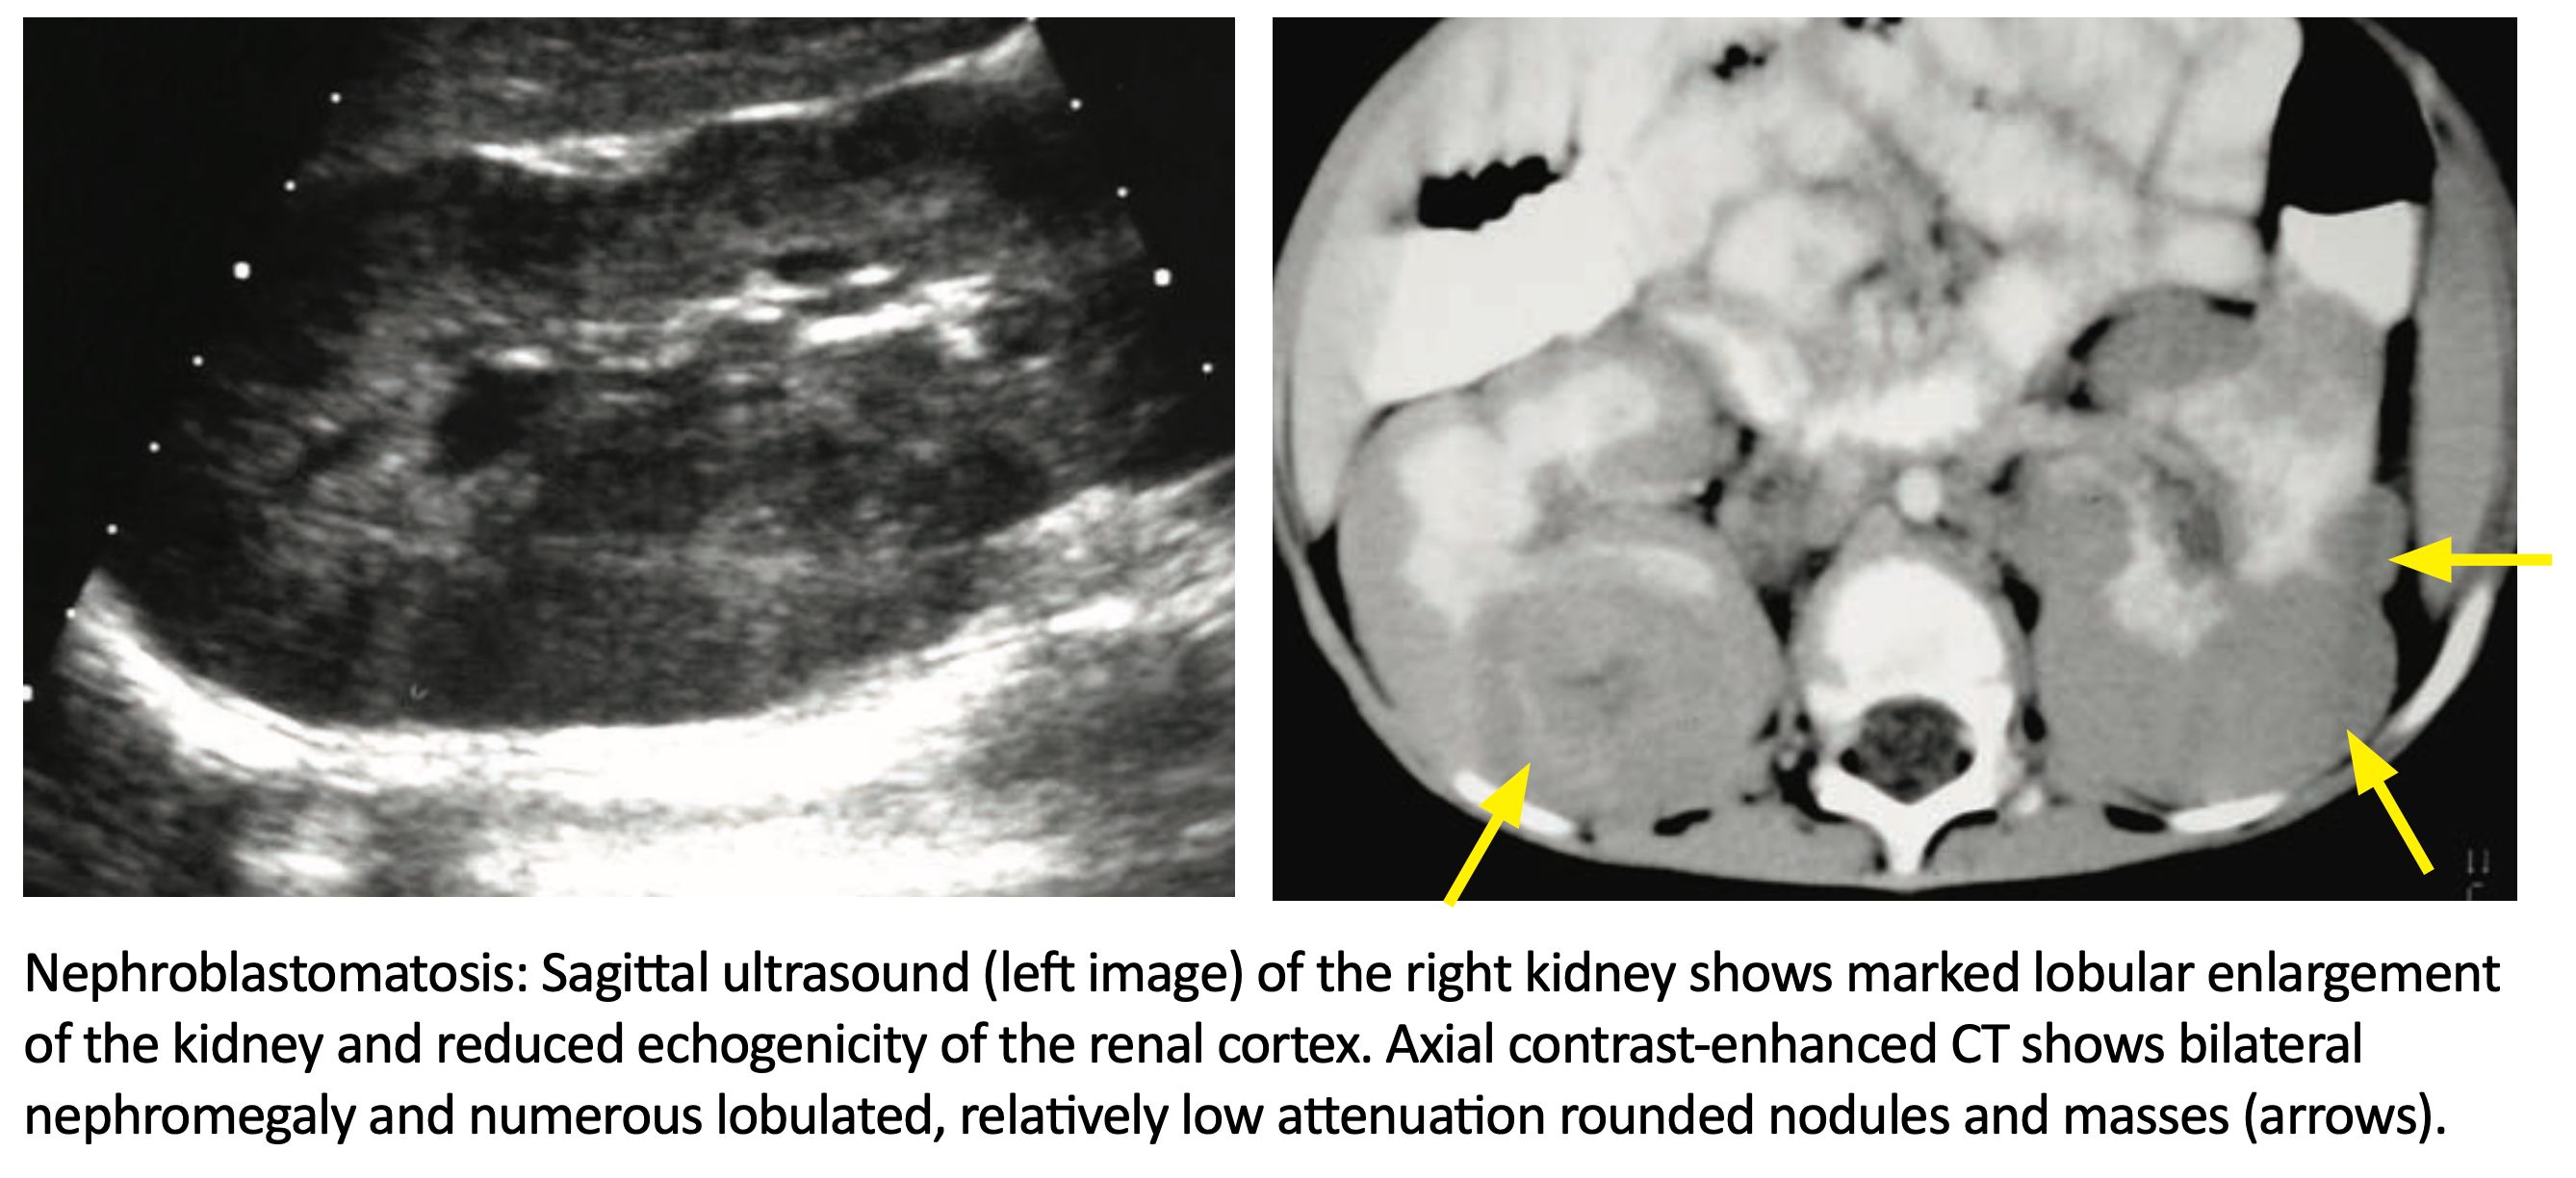 Nephroblastomatosis: Sagittal ultrasound (left image) of the right kidney shows marked lobular enlargement
of the kidney and reduced echogenicity of the renal cortex. Axial contrast-enhanced CT shows bilateral
nephromegaly and numerous lobulated, relatively low attenuation rounded nodules and masses (arrows).